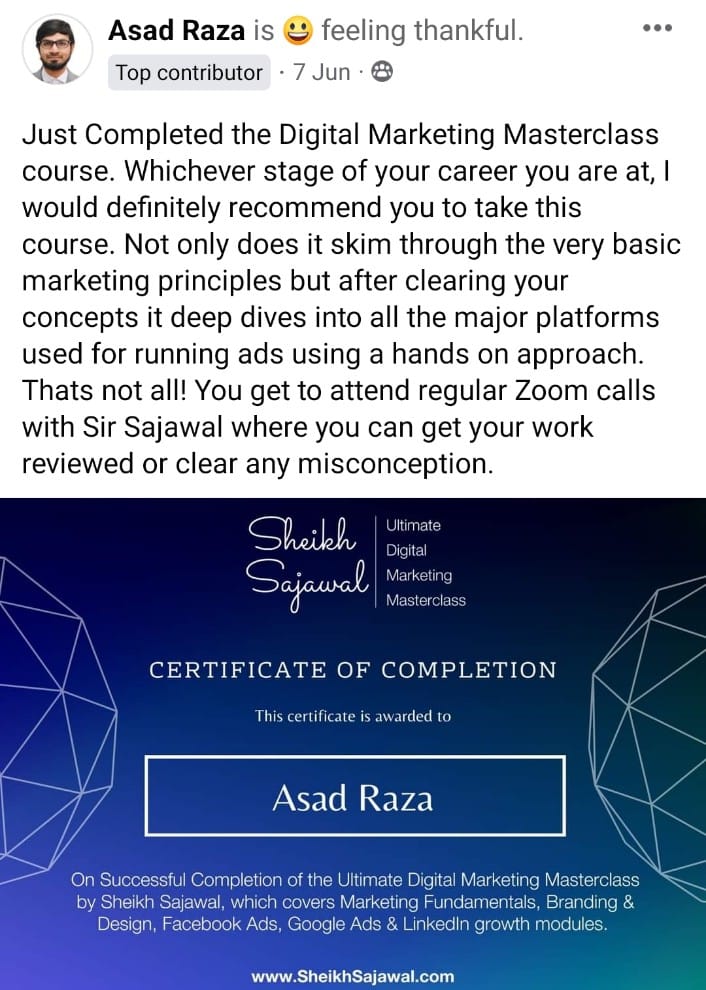 Asad Raza is 😃 feeling thankful.
Top contributor · 7 Jun ·
Just Completed the Digital Marketing Masterclass
course. Whichever stage of your career you are at, I
would definitely recommend you to take this
course. Not only does it skim through the very basic
marketing principles but after clearing your
concepts it deep dives into all the major platforms
used for running ads using a hands on approach.
Thats not all! You get to attend regular Zoom calls
with Sir Sajawal where you can get your work
reviewed or clear any misconception.
Sheikh
Sajawal
Ultimate
Digital
Marketing
Masterclass
CERTIFICATE OF COMPLETION
This certificate is awarded to
Asad Raza
On Successful Completion of the Ultimate Digital Marketing Masterclass
by Sheikh Sajawal, which covers Marketing Fundamentals, Branding &
Design, Facebook Ads, Google Ads & LinkedIn growth modules.
www.SheikhSajawal.com